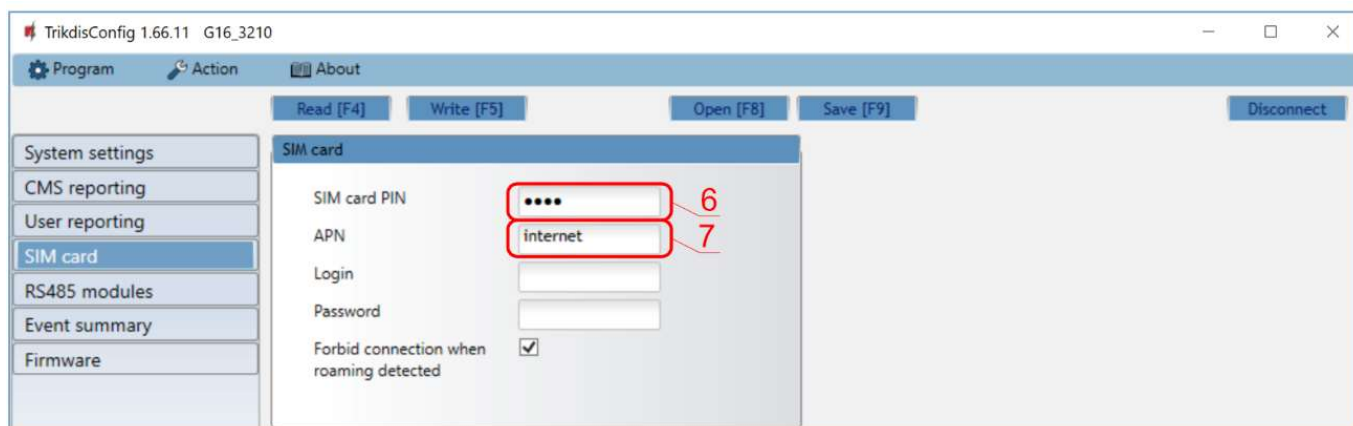 TrikdisConfig 1.66.11 G16_3210
Program Action About
Read [F4] Write [F5] Open [F8] Save [F9] Disconnect
System settings
CMS reporting
User reporting
SIM card
RS485 modules
Event summary
Firmware
SIM card
SIM card PIN •••• 6
APN internet 7
Login
Password
Forbid connection when
roaming detected